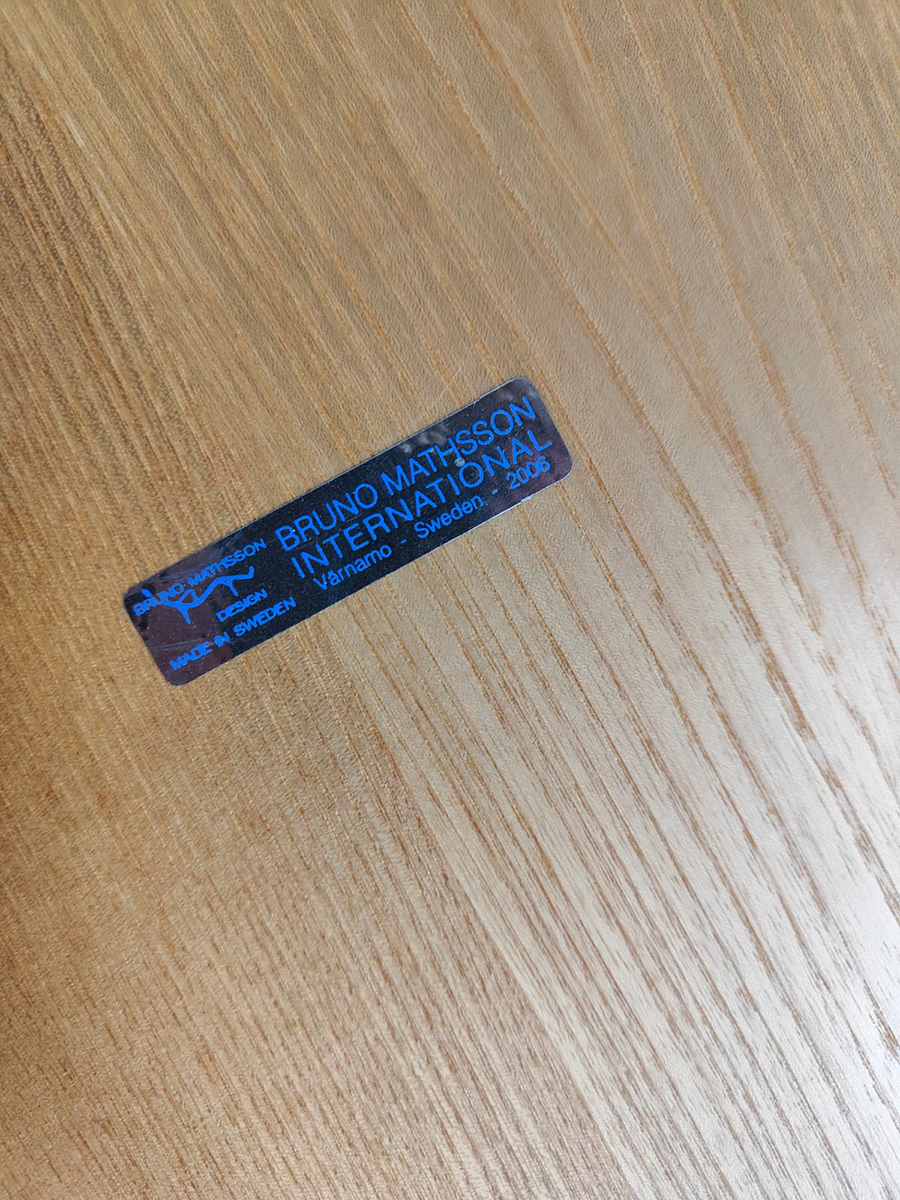 BRUNO MATHSSON
DESIGN
MADE IN SWEDEN
BRUNO MATHSSON
INTERNATIONAL
Värnamo - Sweden - 2006